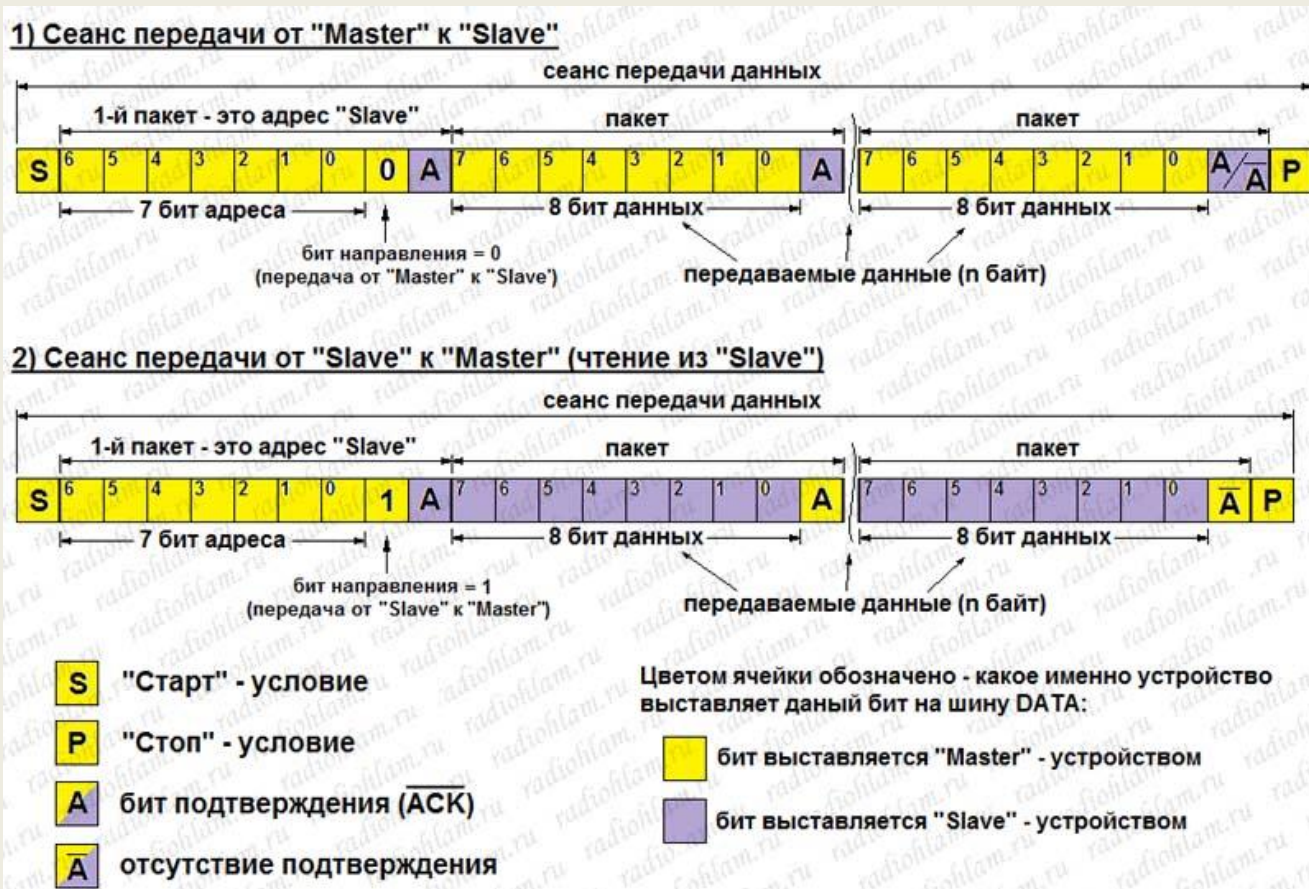 1) Сеанс передачи от "Master" к "Slave"
сеанс передачи данных
1-й пакет - это адрес "Slave" пакет пакет
S 6 5 4 3 2 1 0 0 A 7 6 5 4 3 2 1 0 A 7 6 5 4 3 2 1 0 A/A̅ P
7 бит адреса 8 бит данных 8 бит данных
бит направления = 0
(передача от "Master" к "Slave')
передаваемые данные (n байт)
2) Сеанс передачи от "Slave" к "Master" (чтение из "Slave")
сеанс передачи данных
1-й пакет - это адрес "Slave" пакет пакет
S 6 5 4 3 2 1 0 1 A 7 6 5 4 3 2 1 0 A 7 6 5 4 3 2 1 0 A̅ P
7 бит адреса 8 бит данных 8 бит данных
бит направления = 1
(передача от "Slave" к "Master")
передаваемые данные (n байт)
S "Старт" - условие
P "Стоп" - условие
A бит подтверждения (A̅C̅K̅)
A̅ отсутствие подтверждения
Цветом ячейки обозначено - какое именно устройство
выставляет даный бит на шину DATA:
бит выставляется "Master" - устройством
бит выставляется "Slave" - устройством
radiohlam.ru